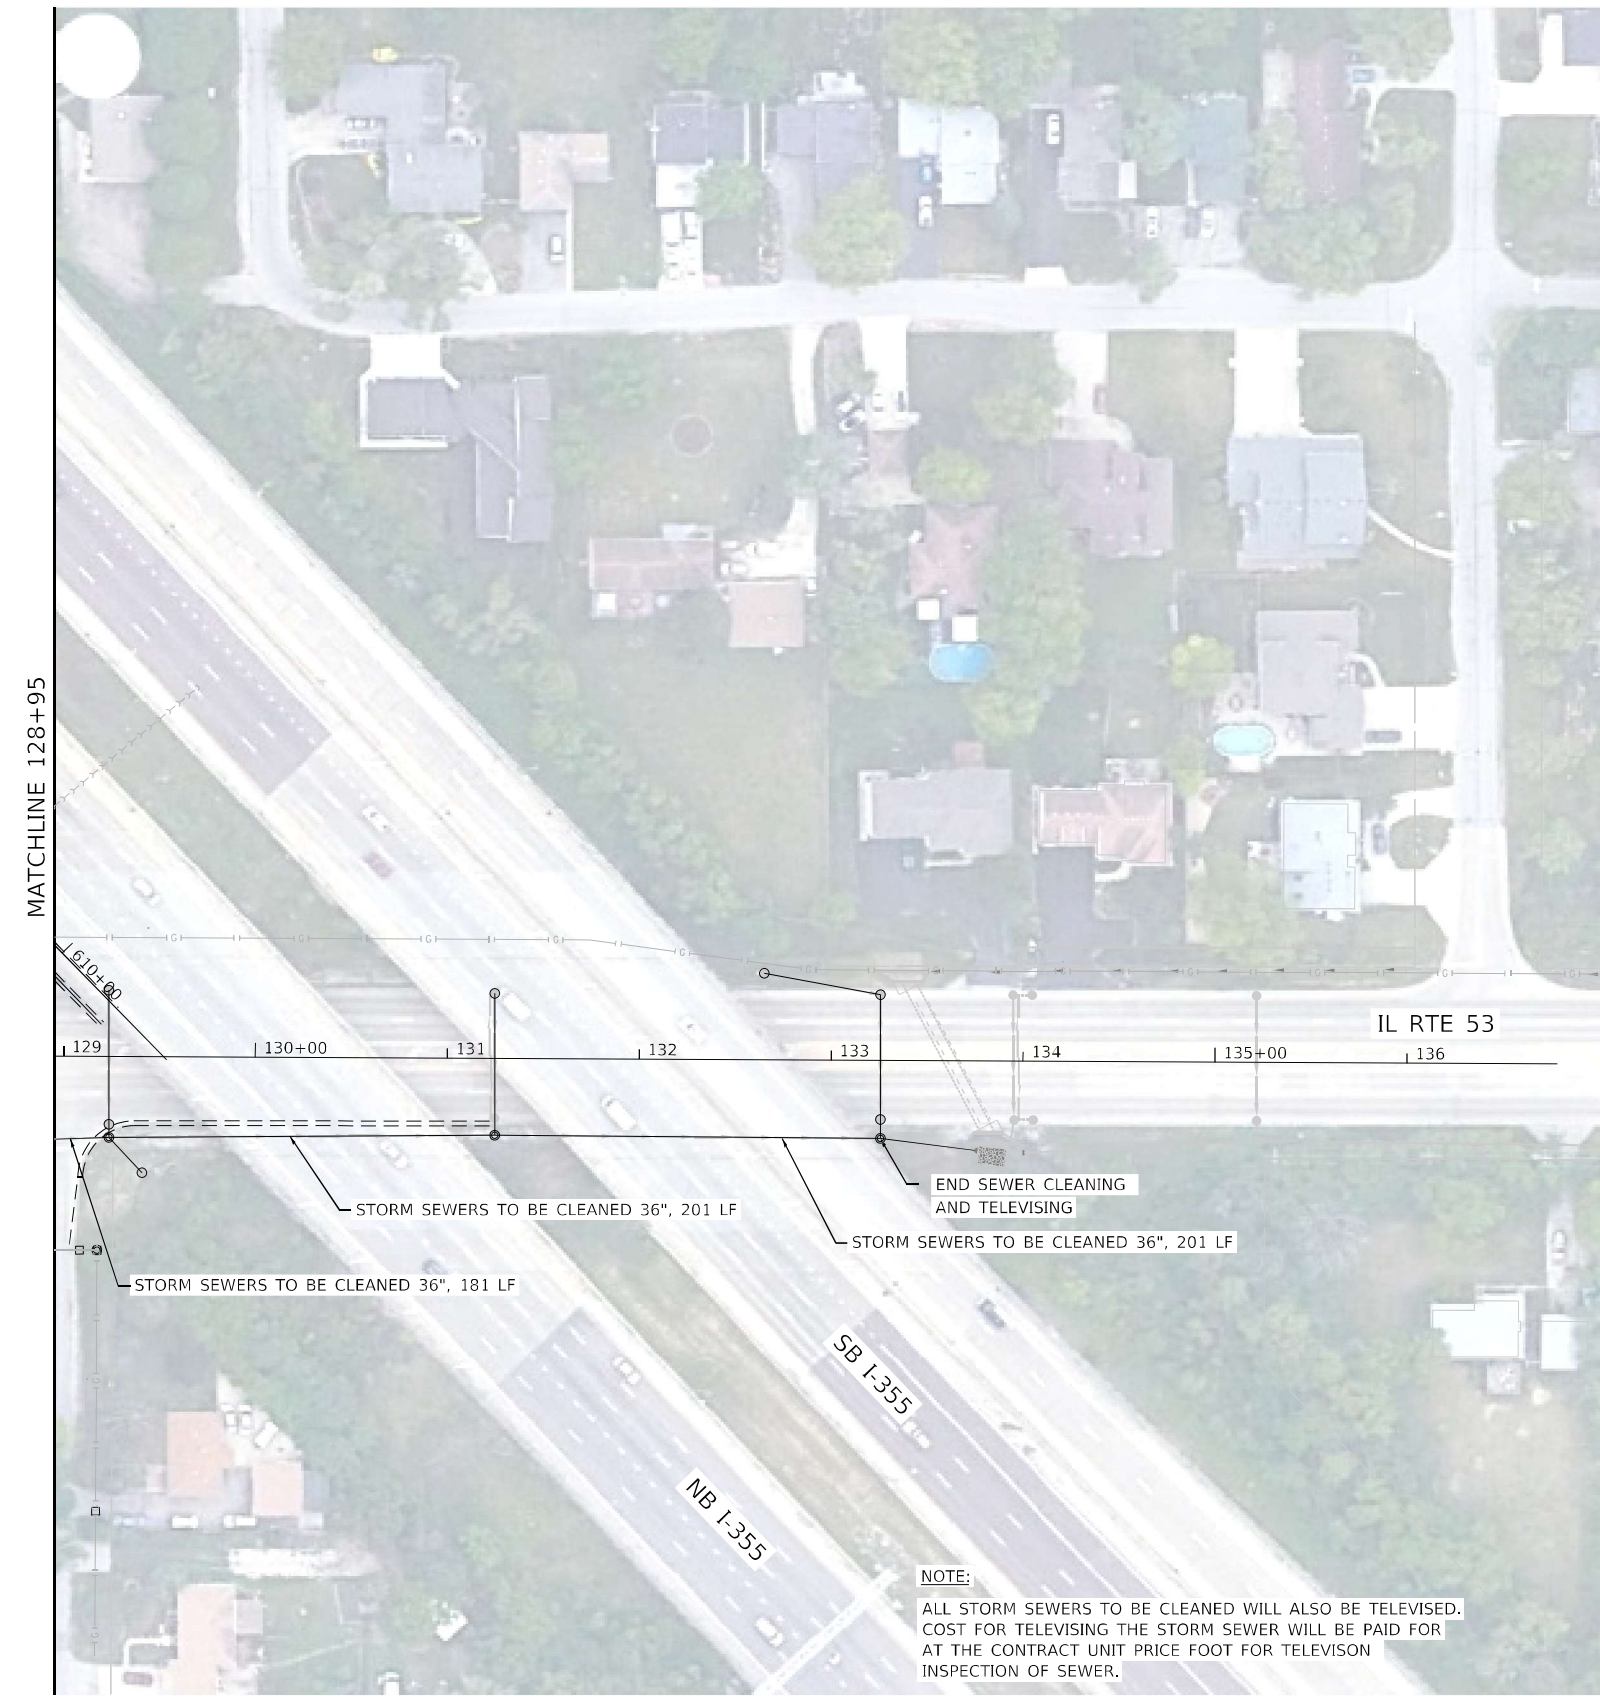 MATCHLINE 128+95
610+00
IL RTE 53
129
130+00
131
132
133
134
135+00
136
END SEWER CLEANING
AND TELEVISING
STORM SEWERS TO BE CLEANED 36", 201 LF
STORM SEWERS TO BE CLEANED 36", 201 LF
STORM SEWERS TO BE CLEANED 36", 181 LF
SB I-355
NB I-355
NOTE:
ALL STORM SEWERS TO BE CLEANED WILL ALSO BE TELEVISED.
COST FOR TELEVISING THE STORM SEWER WILL BE PAID FOR
AT THE CONTRACT UNIT PRICE FOOT FOR TELEVISON
INSPECTION OF SEWER.